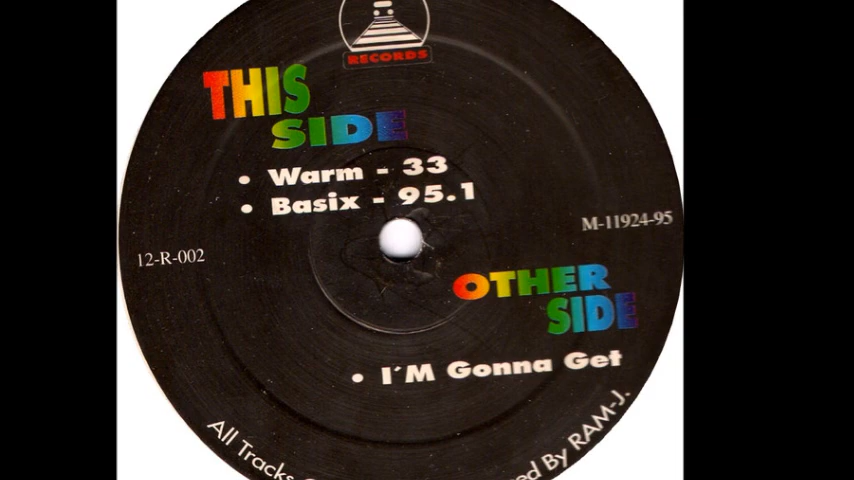 RECORDS
THIS
SIDE
• Warm - 33
• Basix - 95.1
M-11924-95
12-R-002
OTHER
SIDE
• I'M Gonna Get
All Tracks
By RAM-J.